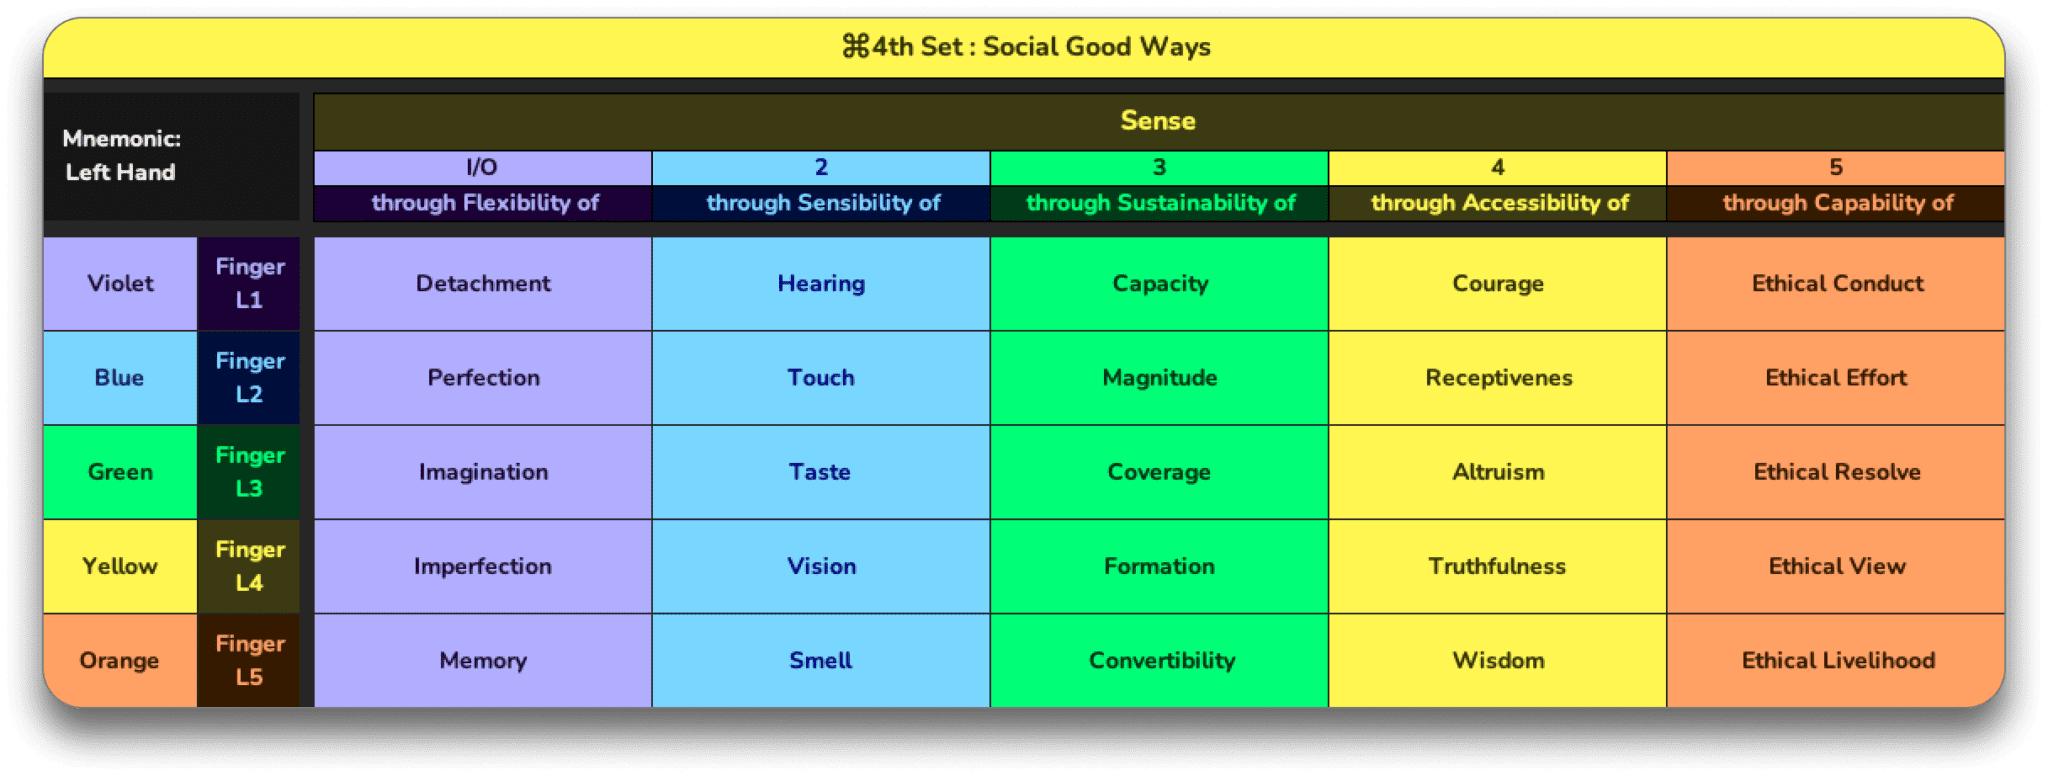 ⌘4th Set : Social Good Ways
Mnemonic:
Left Hand
Sense
I/O 2 3 4 5
through Flexibility of through Sensibility of through Sustainability of through Accessibility of through Capability of
Violet Finger L1 Detachment Hearing Capacity Courage Ethical Conduct
Blue Finger L2 Perfection Touch Magnitude Receptivenes Ethical Effort
Green Finger L3 Imagination Taste Coverage Altruism Ethical Resolve
Yellow Finger L4 Imperfection Vision Formation Truthfulness Ethical View
Orange Finger L5 Memory Smell Convertibility Wisdom Ethical Livelihood